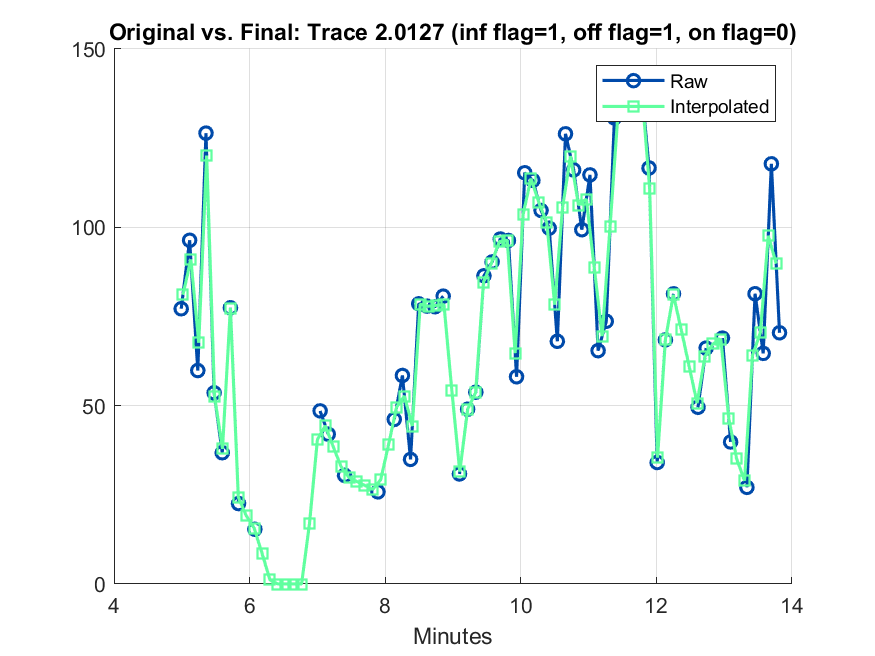 Original vs. Final: Trace 2.0127 (inf flag=1, off flag=1, on flag=0)
150
100
50
0
Raw
Interpolated
4 6 8 10 12 14
Minutes